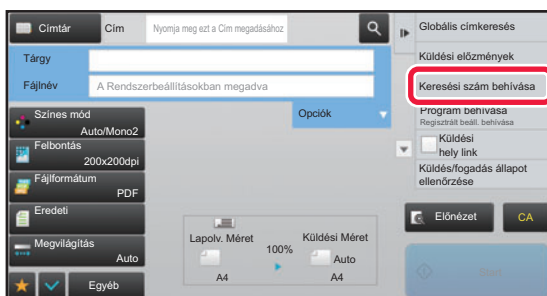 Címtár
Cím
Nyomja meg ezt a Cím megadásához
Tárgy
Fájlnév
A Rendszerbeállításokban megadva
Színes mód
Auto/Mono2
Felbontás
200x200dpi
Fájlformátum
PDF
Eredeti
Megvilágítás
Auto
Egyéb
Opciók
Lapolv. Méret
A4
100%
Küldési Méret
Auto
A4
Globális címkeresés
Küldési előzmények
Keresési szám behívása
Program behívása
Regisztrált beáll. behívása
Küldési
hely link
Küldés/fogadás állapot
ellenőrzése
Előnézet
CA
Start